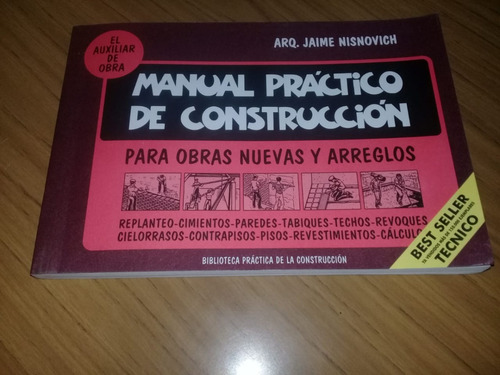 EL
AUXILIAR
DE
OBRA
ARQ. JAIME NISNOVICH
MANUAL PRÁCTICO
DE CONSTRUCCIÓN
PARA OBRAS NUEVAS Y ARREGLOS
REPLANTEO-CIMIENTOS-PAREDES-TABIQUES-TECHOS-REVOQUES
CIELORRASOS-CONTRAPISOS-PISOS-REVESTIMIENTOS-CÁLCULO
BIBLIOTECA PRÁCTICA DE LA CONSTRUCCIÓN
BEST SELLER
TECNICO